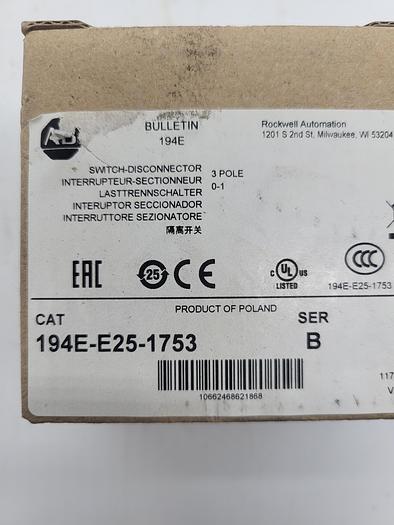 BULLETIN
194E
Rockwell Automation
1201 S 2nd St, Milwaukee, WI 53204
SWITCH-DISCONNECTOR
INTERRUPTEUR-SECTIONNEUR
LASTTRENNSCHALTER
INTERUPTOR SECCIONADOR
INTERRUTTORE SEZIONATORE
隔离开关
3 POLE
0-1
EAC
25
CE
C UL US
LISTED
CCC
194E-E25-1753
PRODUCT OF POLAND
CAT
194E-E25-1753
SER
B
10662468621868
117
V